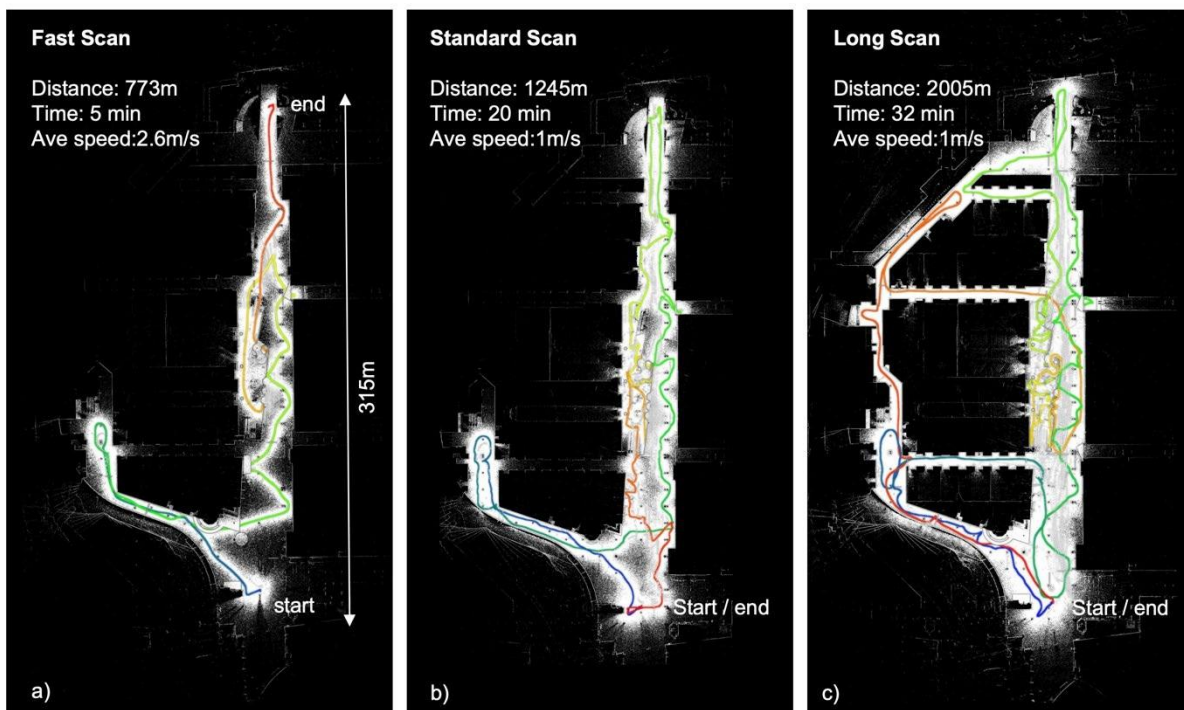 Fast Scan
Distance: 773m
Time: 5 min
Ave speed:2.6m/s
end
315m
start
a)
Standard Scan
Distance: 1245m
Time: 20 min
Ave speed:1m/s
Start / end
b)
Long Scan
Distance: 2005m
Time: 32 min
Ave speed:1m/s
Start / end
c)